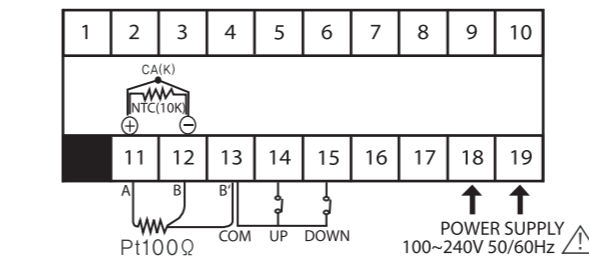 1 2 3 4 5 6 7 8 9 10
CA(K)
NTC(10K)
+ −
11 12 13 14 15 16 17 18 19
A B B'
COM UP DOWN
Pt100Ω
POWER SUPPLY
100~240V 50/60Hz
!